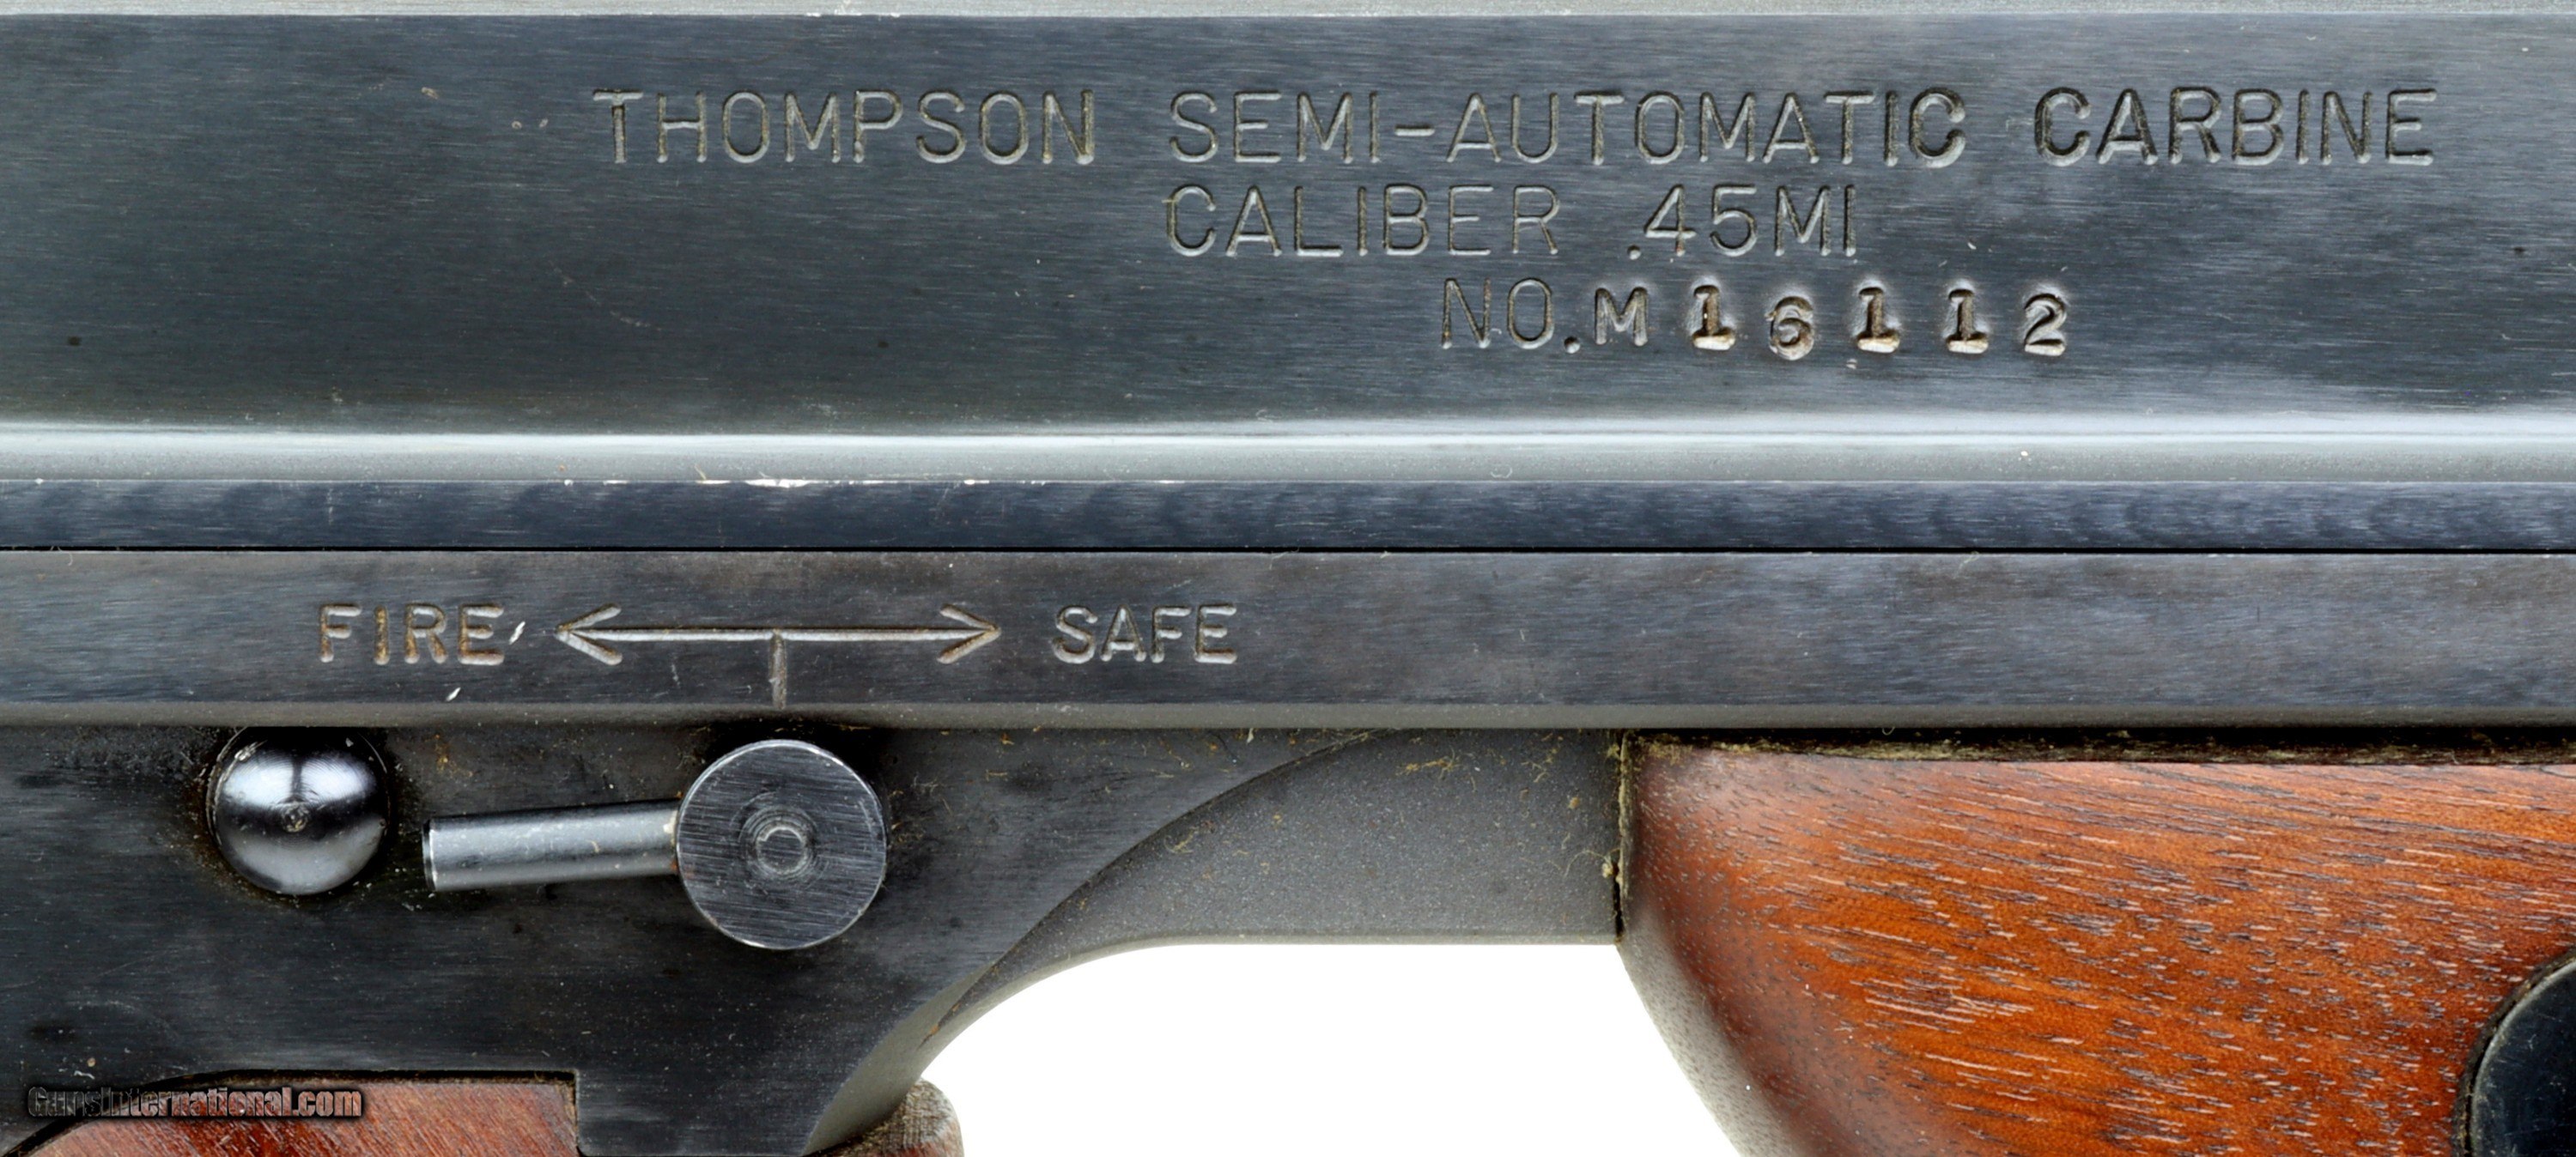 THOMPSON SEMI-AUTOMATIC CARBINE
CALIBER .45MI
NO.M16112
FIRE SAFE
GunsInternational.com